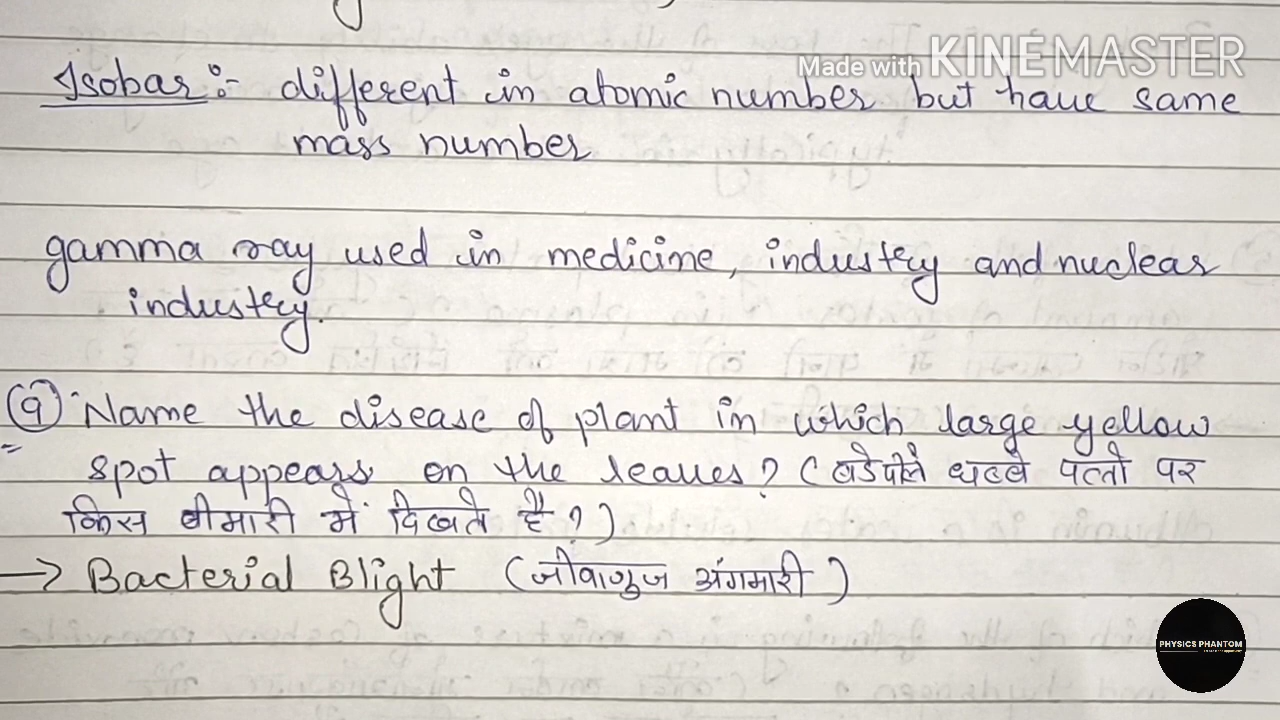 Made with KINEMASTER
Isobar :- different in atomic number but have same
mass number
gamma ray used in medicine, industry and nuclear
industry.
(9) Name the disease of plant in which large yellow
spot appears on the leaves? (बडे पीले धब्बे पत्तो पर
किस बीमारी में दिखते है?)
→ Bacterial Blight (जीवाणुज अंगमारी)
PHYSICS PHANTOM